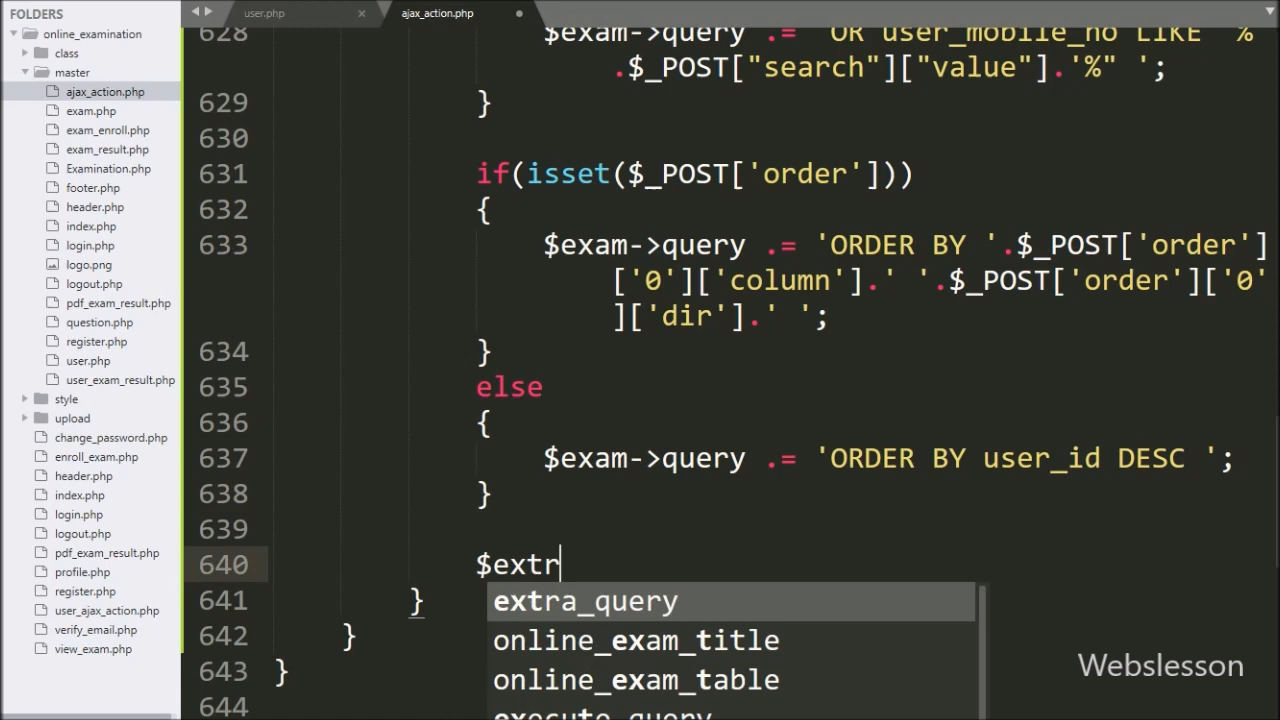 FOLDERS
online_examination
class
master
ajax_action.php
exam.php
exam_enroll.php
exam_result.php
Examination.php
footer.php
header.php
index.php
login.php
logo.png
logout.php
pdf_exam_result.php
question.php
register.php
user.php
user_exam_result.php
style
upload
change_password.php
enroll_exam.php
header.php
index.php
login.php
logout.php
pdf_exam_result.php
profile.php
register.php
user_ajax_action.php
verify_email.php
view_exam.php
user.php ajax_action.php
628 $exam->query .= 'OR user_mobile_no LIKE "%'
.$_POST["search"]["value"].'%" ';
629 }
630
631 if(isset($_POST['order']))
632 {
633 $exam->query .= 'ORDER BY '.$_POST['order']
['0']['column'].' '.$_POST['order']['0'
]['dir'].' ';
634 }
635 else
636 {
637 $exam->query .= 'ORDER BY user_id DESC ';
638 }
639
640 $extr
extra_query
online_exam_title
online_exam_table
execute_query
641 }
642 }
643 }
644
Webslesson